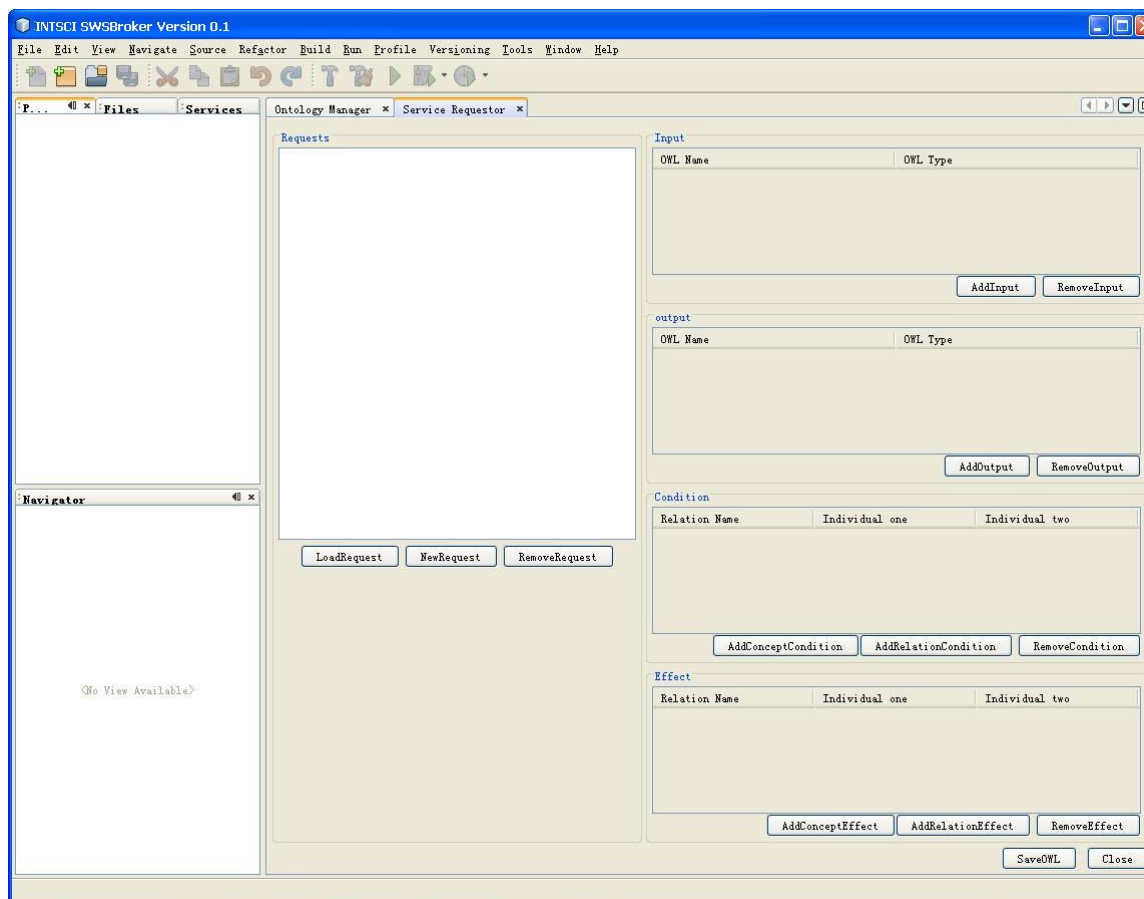 INTSCI SWSBroker Version 0.1
File Edit View Navigate Source Refactor Build Run Profile Versioning Tools Window Help
P... Files Services
Ontology Manager Service Requestor
Requests
Input
OWL Name OWL Type
AddInput RemoveInput
output
OWL Name OWL Type
AddOutput RemoveOutput
Navigator
Condition
Relation Name Individual one Individual two
LoadRequest NewRequest RemoveRequest
AddConceptCondition AddRelationCondition RemoveCondition
<No View Available>
Effect
Relation Name Individual one Individual two
AddConceptEffect AddRelationEffect RemoveEffect
SaveOWL Close